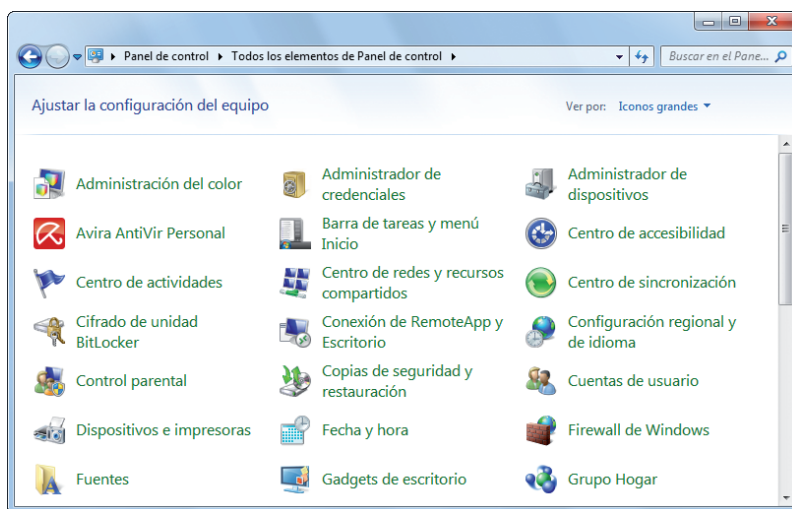 Panel de control Todos los elementos de Panel de control
Buscar en el Pane...
Ajustar la configuración del equipo
Ver por: Iconos grandes
Administración del color
Administrador de
credenciales
Administrador de
dispositivos
Avira AntiVir Personal
Barra de tareas y menú
Inicio
Centro de accesibilidad
Centro de actividades
Centro de redes y recursos
compartidos
Centro de sincronización
Cifrado de unidad
BitLocker
Conexión de RemoteApp y
Escritorio
Configuración regional y
de idioma
Control parental
Copias de seguridad y
restauración
Cuentas de usuario
Dispositivos e impresoras
Fecha y hora
Firewall de Windows
Fuentes
Gadgets de escritorio
Grupo Hogar